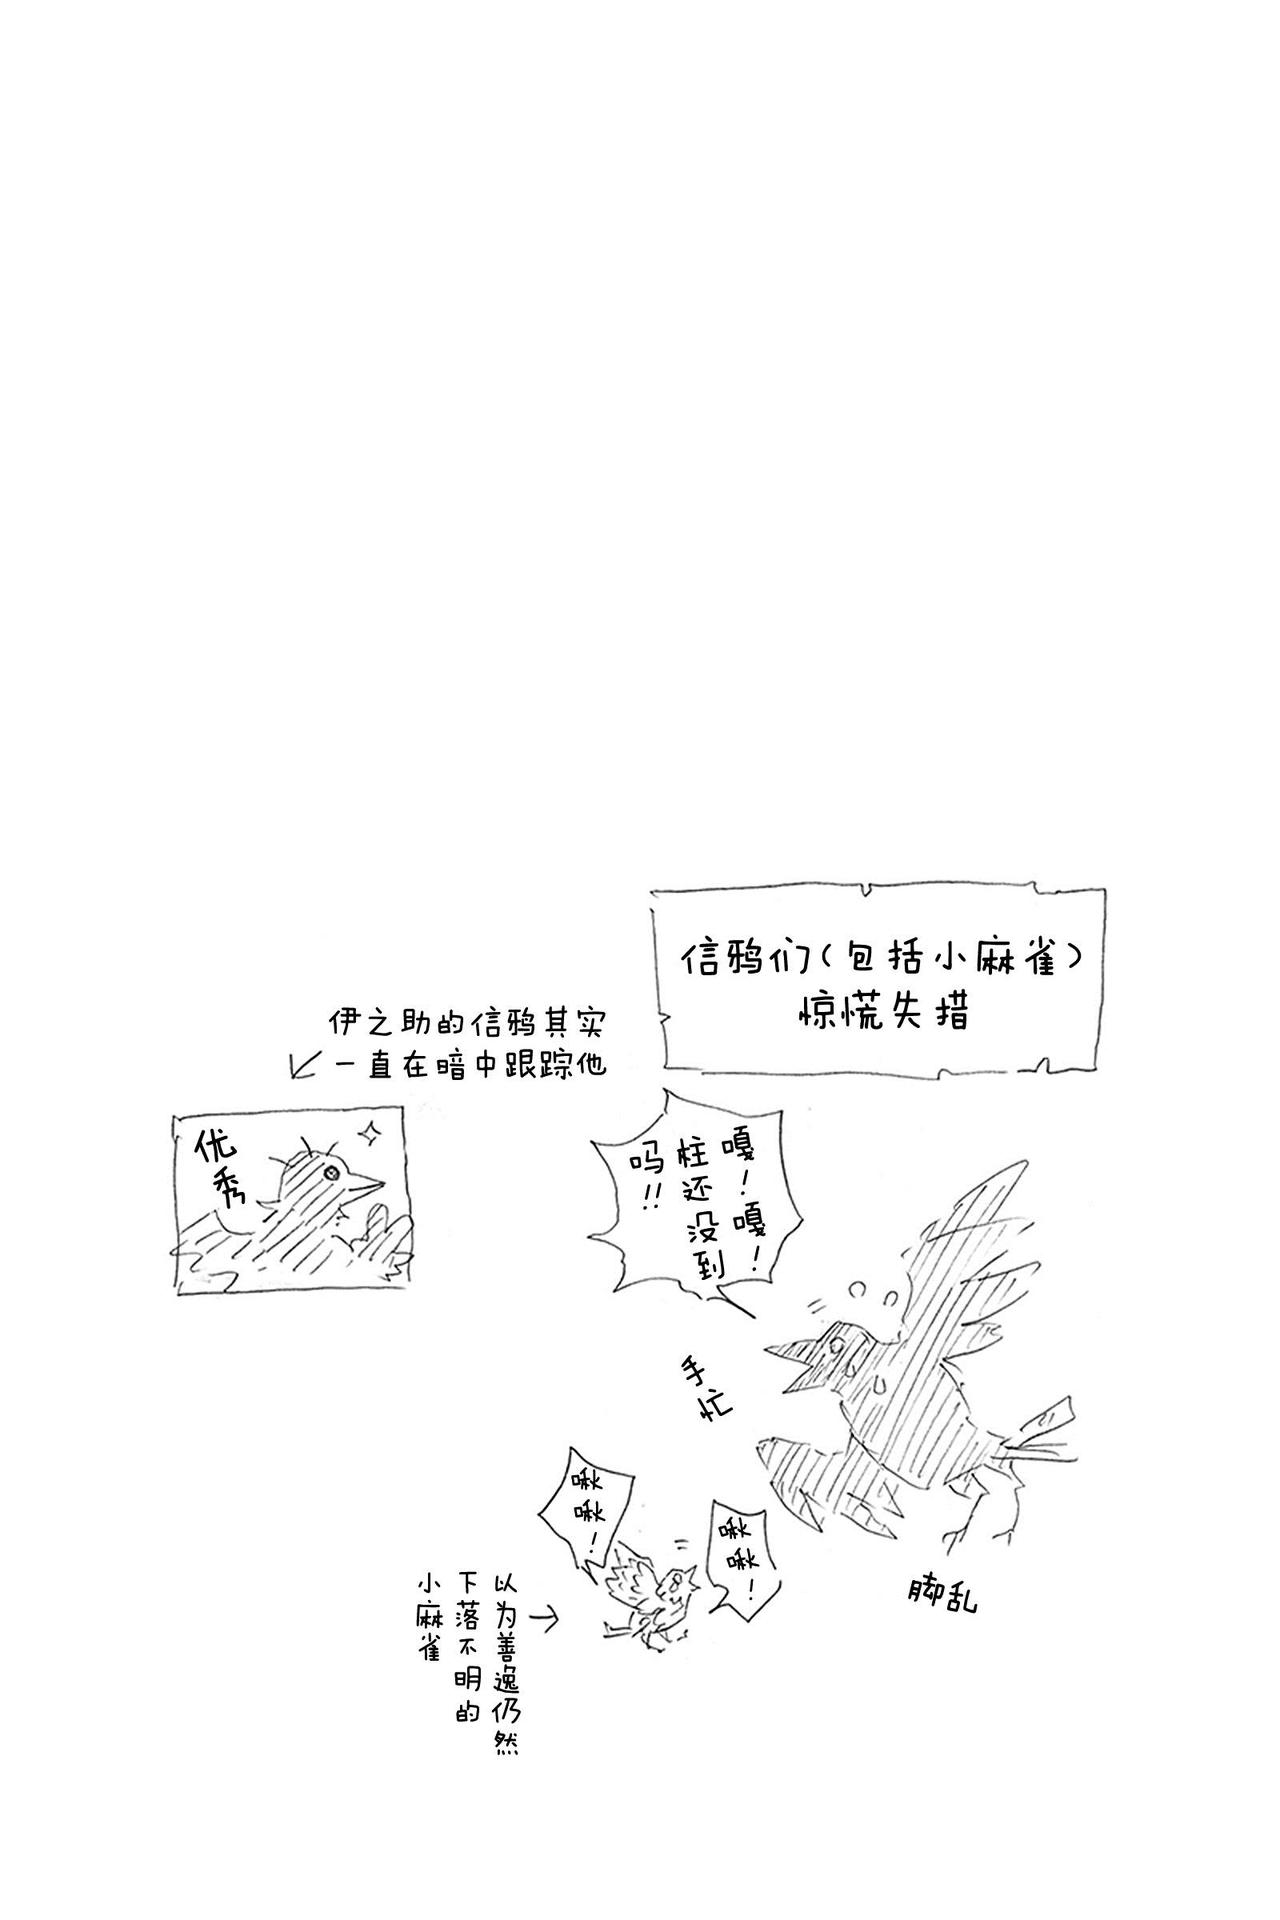 信鸦们(包括小麻雀)
惊慌失措
伊之助的信鸦其实
一直在暗中跟踪他
优秀
嘎！嘎！
柱还没到
吗!!
手忙
脚乱
啾啾！
啾啾！
以为善逸仍然
下落不明的
小麻雀